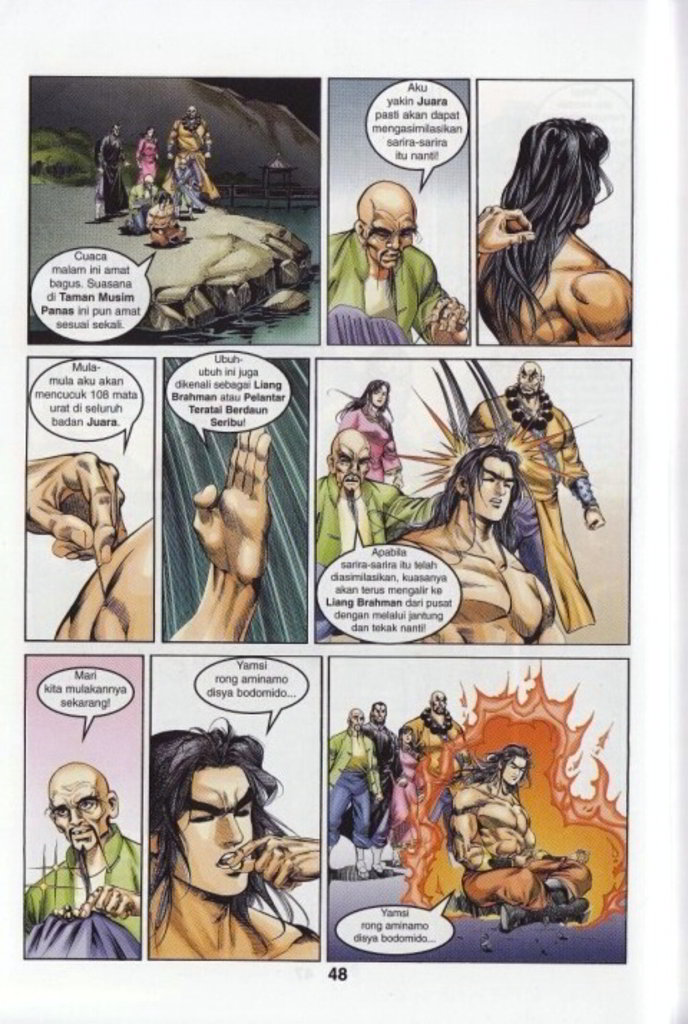 Cuaca
malam ini amat
bagus. Suasana
di Taman Musim
Panas ini pun amat
sesuai sekali.
Aku
yakin Juara
pasti akan dapat
mengasimilasikan
sarira-sarira
itu nanti!
Mula-
mula aku akan
mencucuk 108 mata
urat di seluruh
badan Juara.
Ubuh-
ubuh ini juga
dikenali sebagai Liang
Brahman atau Pelantar
Teratai Berdaun
Seribu!
Apabila
sarira-sarira itu telah
diasimilasikan, kuasanya
akan terus mengalir ke
Liang Brahman dari pusat
dengan melalui jantung
dan tekak nanti!
Mari
kita mulakannya
sekarang!
Yamsi
rong aminamo
disya bodomido...
Yamsi
rong aminamo
disya bodomido...
48